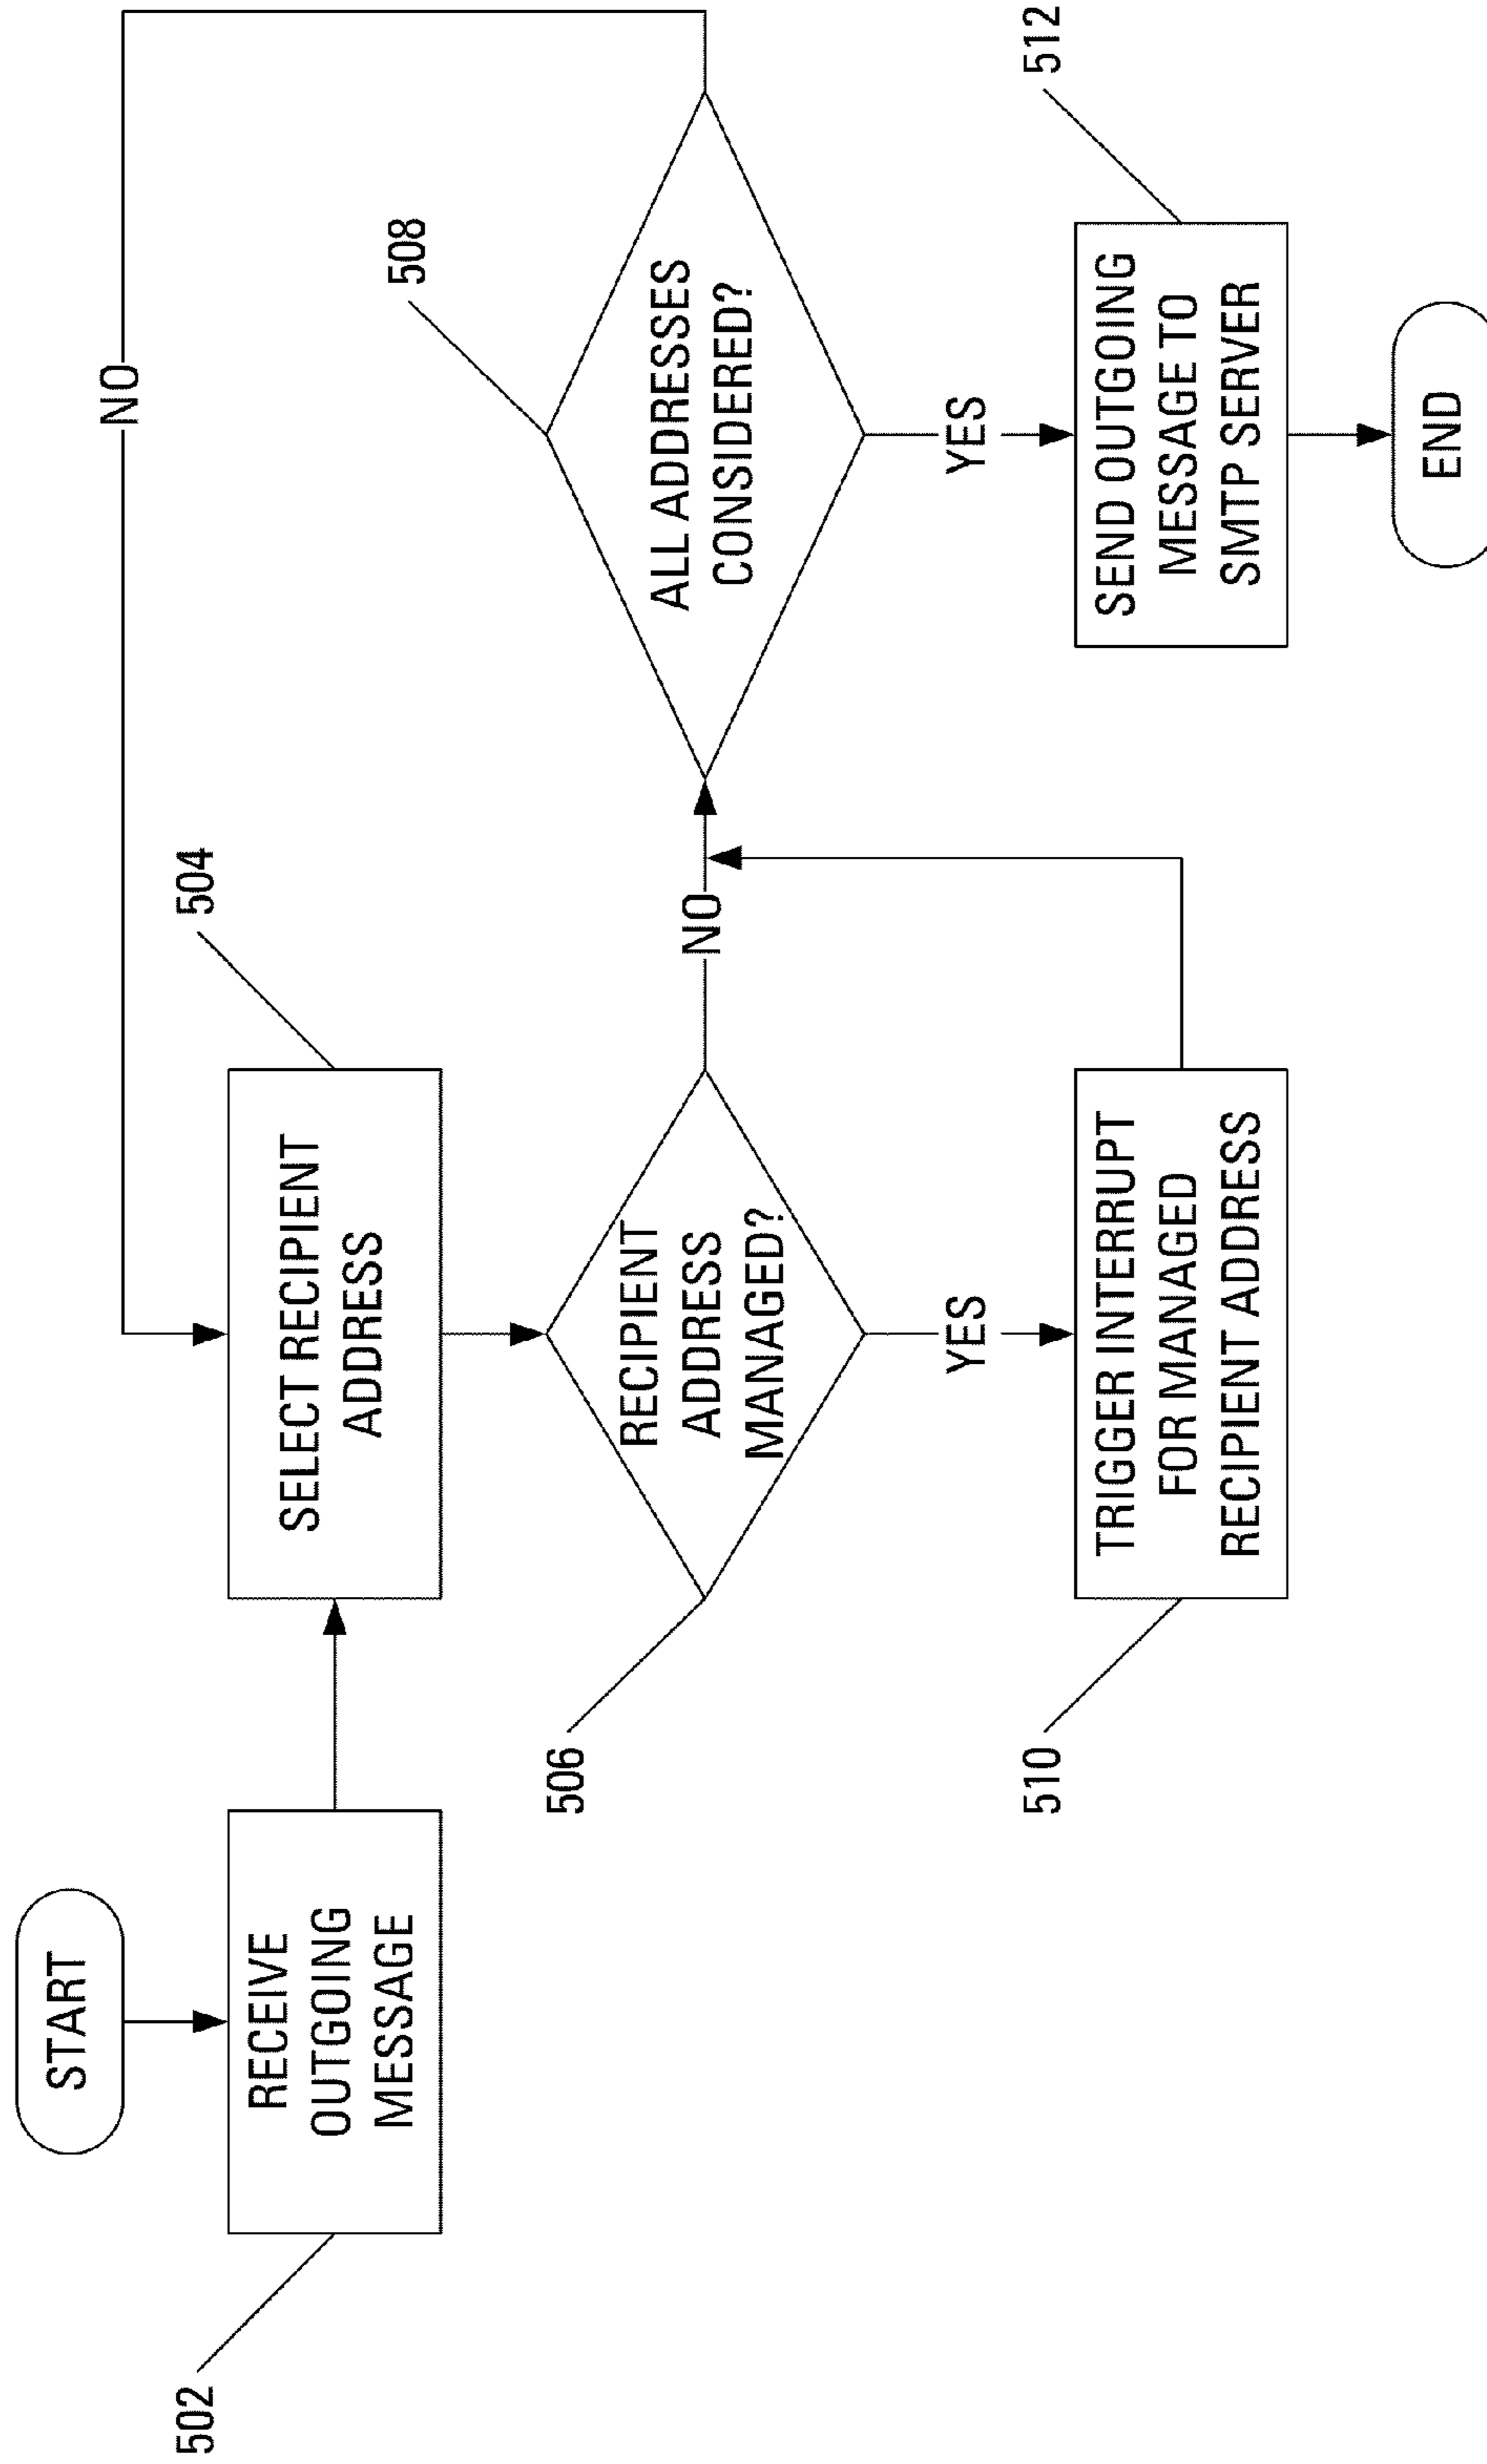 START
502
RECEIVE
OUTGOING
MESSAGE
504
SELECT RECIPIENT
ADDRESS
NO
506
RECIPIENT
ADDRESS
MANAGED?
NO
508
ALL ADDRESSES
CONSIDERED?
YES
YES
510
TRIGGER INTERRUPT
FOR MANAGED
RECIPIENT ADDRESS
512
SEND OUTGOING
MESSAGE TO
SMTP SERVER
END